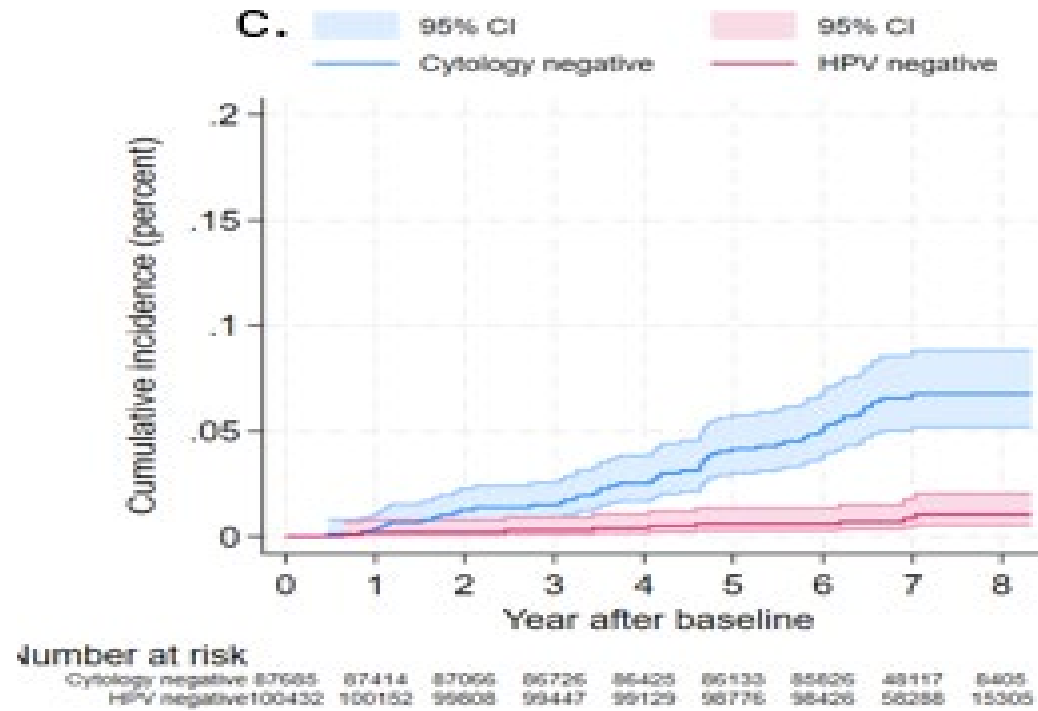 C. 95% CI 95% CI
Cytology negative HPV negative
.2
.15
.1
.05
0
Cumulative incidence (percent)
0 1 2 3 4 5 6 7 8
Year after baseline
Number at risk
Cytology negative 87685 87414 87066 86726 86425 86133 85826 48117 8405
HPV negative 100432 100152 99808 99447 99129 98776 98426 58288 15305